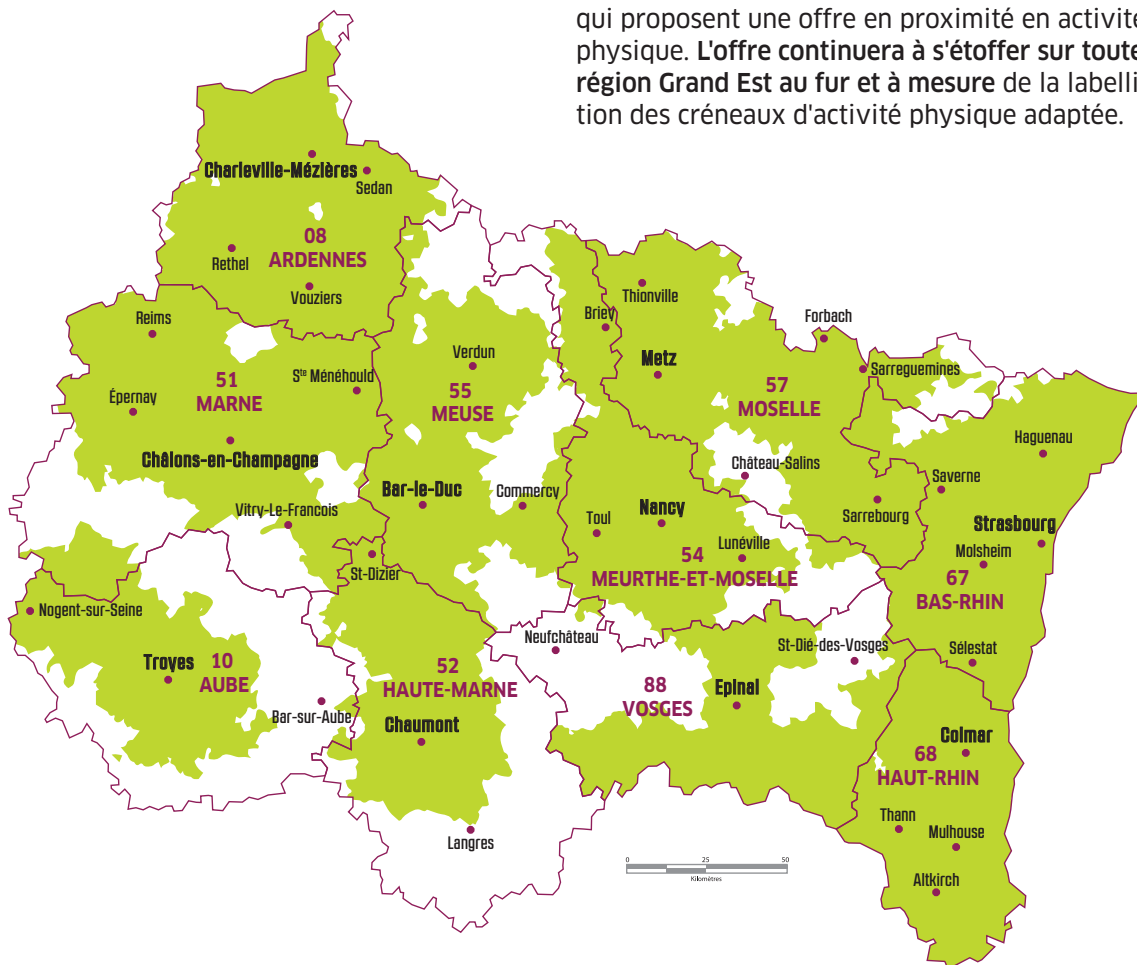 qui proposent une offre en proximité en activité
physique. L'offre continuera à s'étoffer sur toute
région Grand Est au fur et à mesure de la labelli
tion des créneaux d'activité physique adaptée.
Charleville-Mézières
Sedan
08
ARDENNES
Rethel
Vouziers
Reims
Thionville
Briey
Forbach
Verdun
Metz
Sarreguemines
Ste Ménéhould
51
MARNE
55
MEUSE
57
MOSELLE
Épernay
Haguenau
Châlons-en-Champagne
Château-Salins
Saverne
Bar-le-Duc
Commercy
Nancy
Sarrebourg
Vitry-Le-Francois
Toul
Strasbourg
Lunéville
Molsheim
54
MEURTHE-ET-MOSELLE
St-Dizier
67
BAS-RHIN
Nogent-sur-Seine
Neufchâteau
St-Dié-des-Vosges
Sélestat
Troyes
10
AUBE
52
HAUTE-MARNE
88
VOSGES
Epinal
Bar-sur-Aube
Chaumont
Colmar
68
HAUT-RHIN
Thann
Mulhouse
Langres
0 25 50
Kilomètres
Altkirch